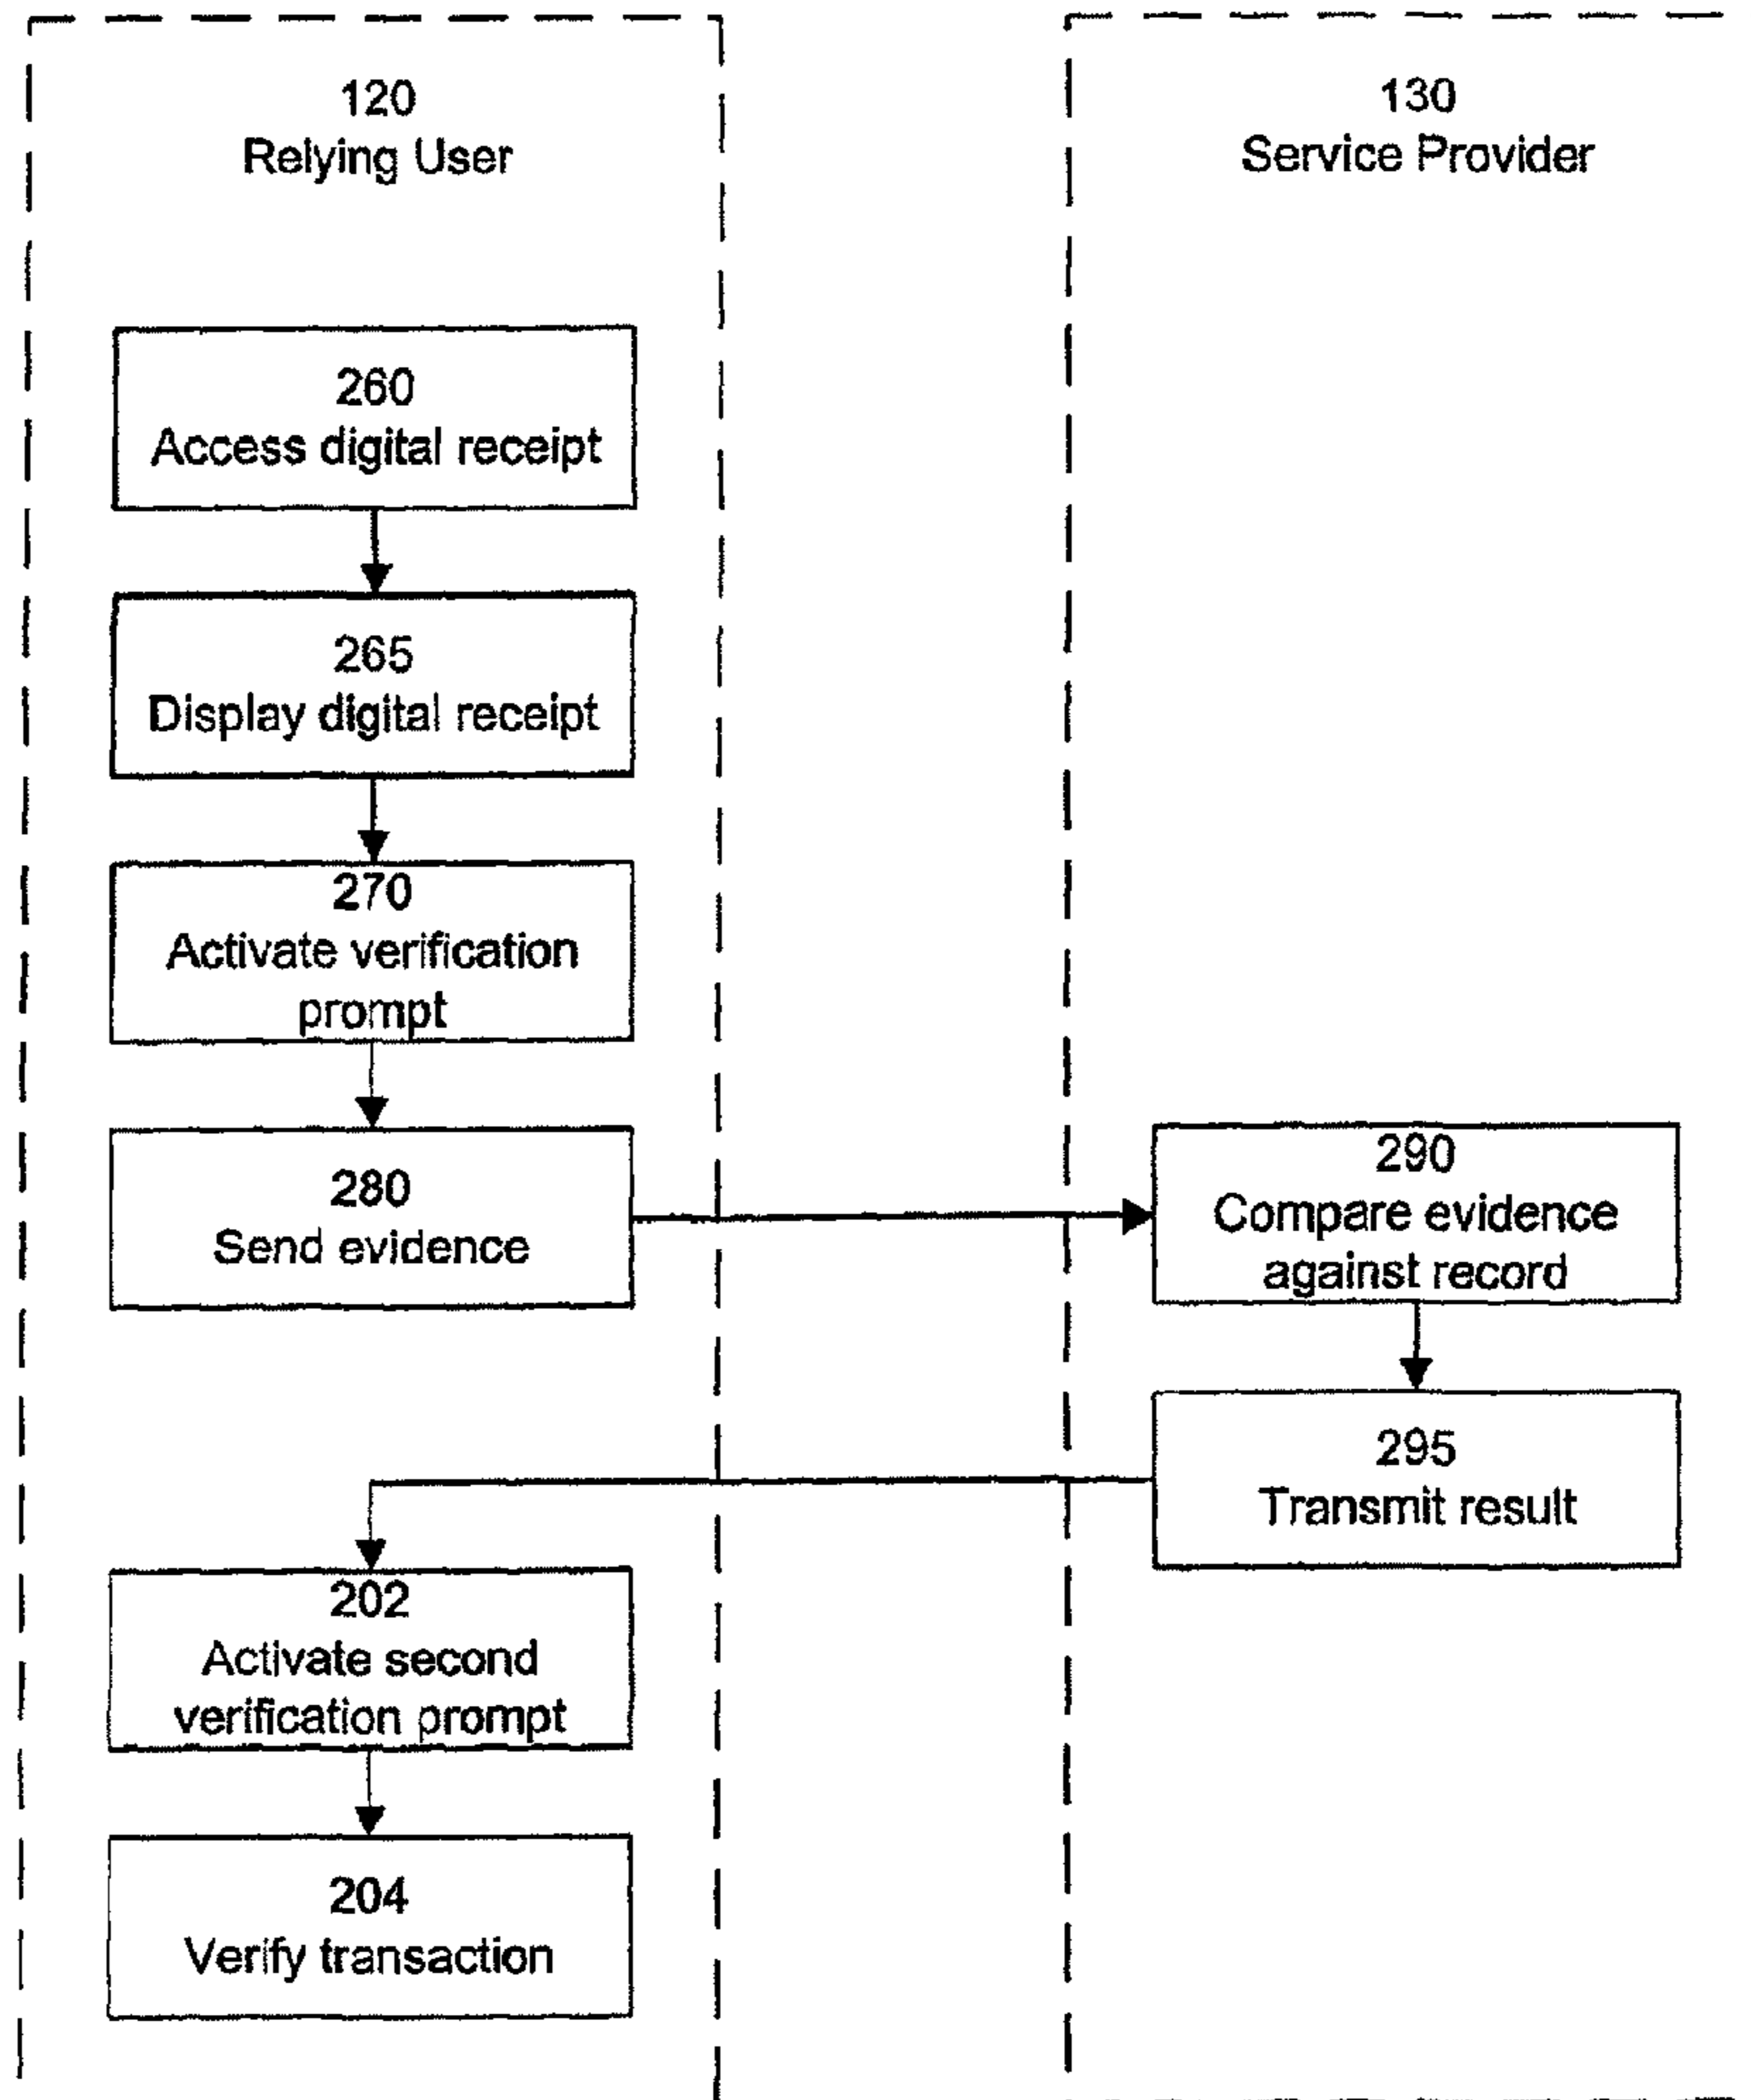 120
Relying User
130
Service Provider
260
Access digital receipt
265
Display digital receipt
270
Activate verification
prompt
280
Send evidence
290
Compare evidence
against record
295
Transmit result
202
Activate second
verification prompt
204
Verify transaction